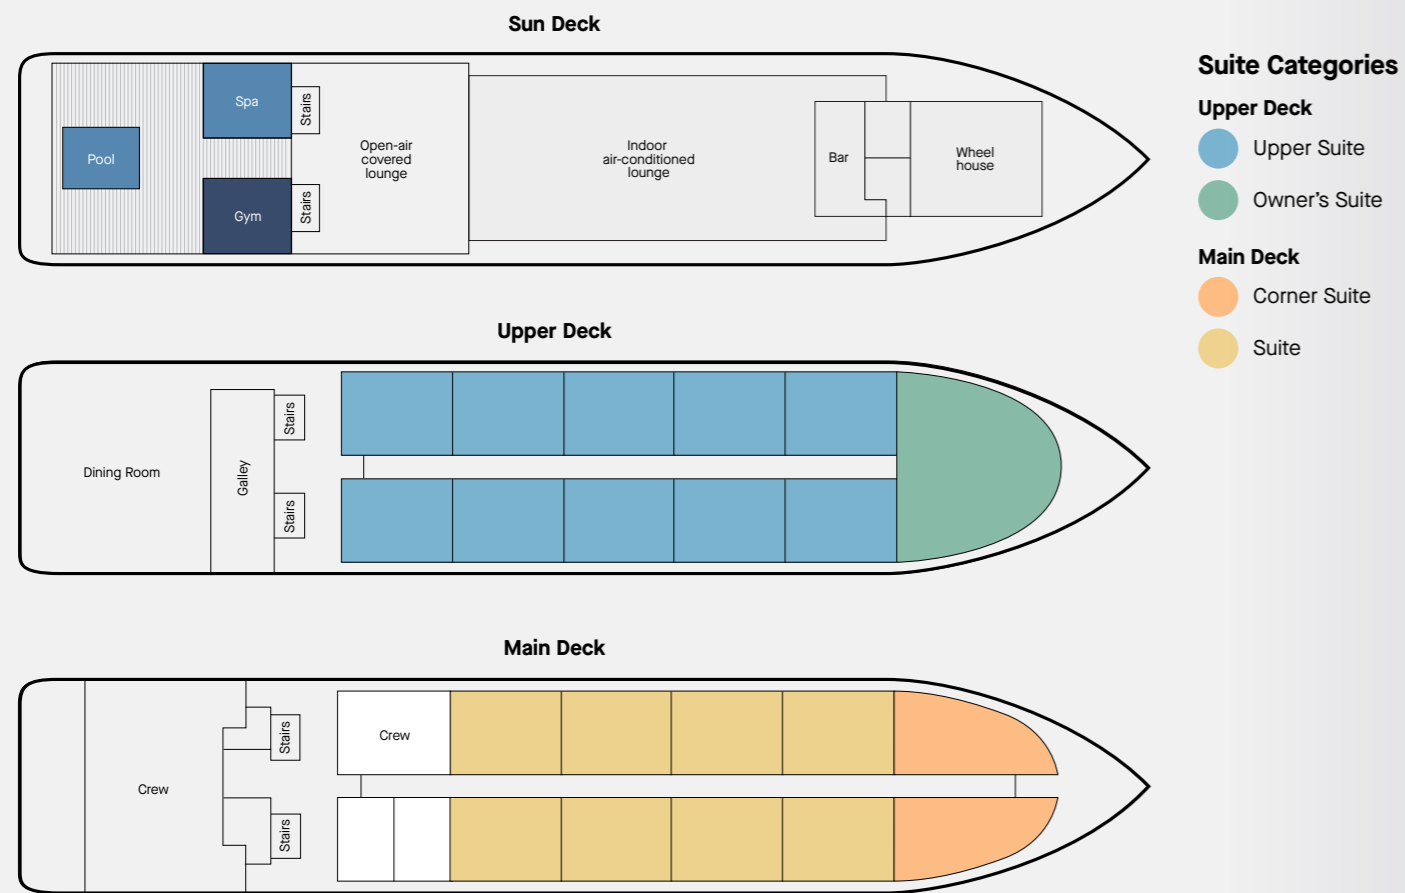 Sun Deck
Spa
Stairs
Pool
Open-air
covered
lounge
Indoor
air-conditioned
lounge
Bar
Wheel
house
Gym
Stairs
Suite Categories
Upper Deck
Upper Suite
Owner's Suite
Main Deck
Corner Suite
Suite
Upper Deck
Stairs
Dining Room
Galley
Stairs
Main Deck
Crew
Stairs
Crew
Stairs